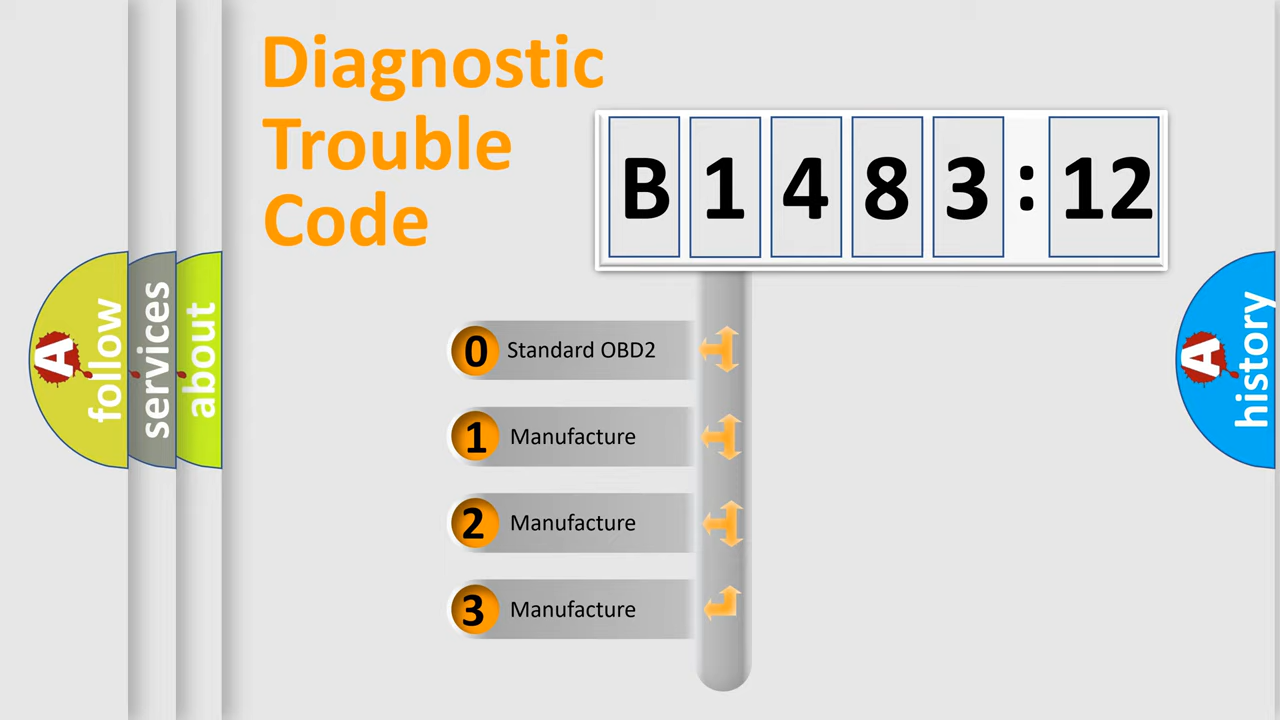 Diagnostic
Trouble
Code
B 1 4 8 3 : 12
0 Standard OBD2
1 Manufacture
2 Manufacture
3 Manufacture
A follow
services
about
A history